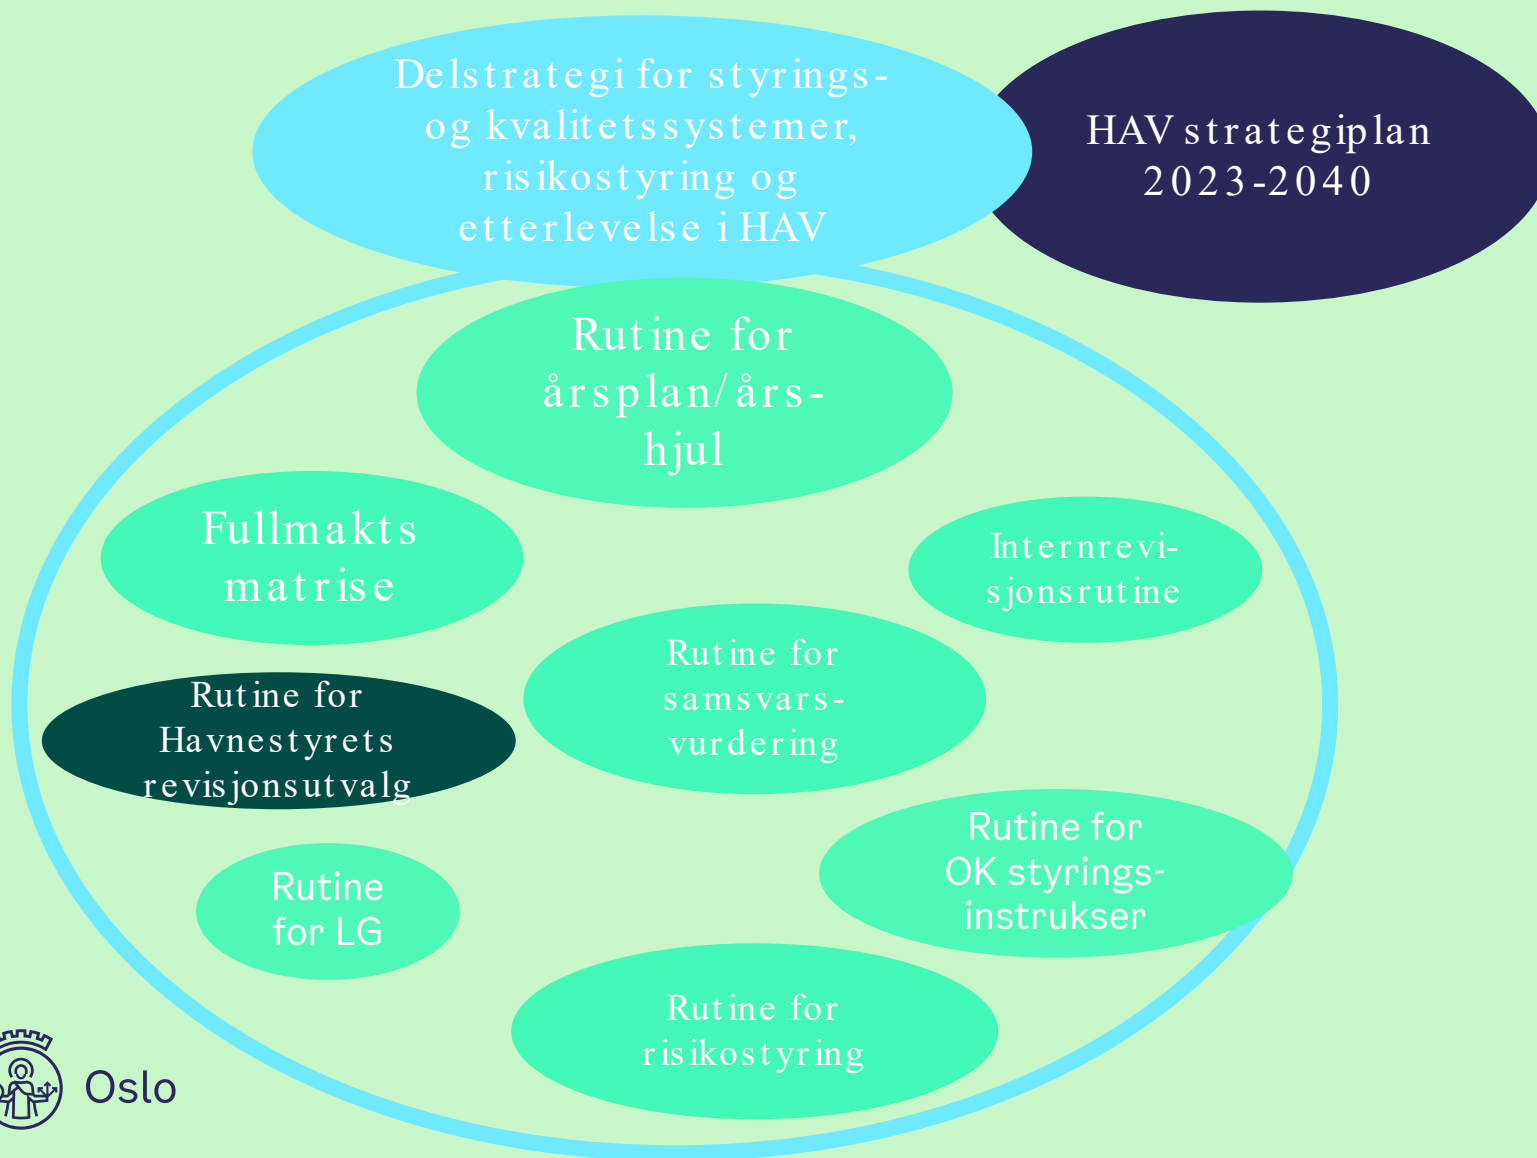 Delstrategi for styrings-
og kvalitetssystemer,
risikostyring og
etterlevelse i HAV
HAV strategiplan
2023-2040
Rutine for
årsplan/års-
hjul
Fullmakts
matrise
Internrevi-
sjonsrutine
Rutine for
samsvars-
vurdering
Rutine for
Havnestyrets
revisjonsutvalg
Rutine for
OK styrings-
instrukser
Rutine
for LG
Rutine for
risikostyring
Oslo